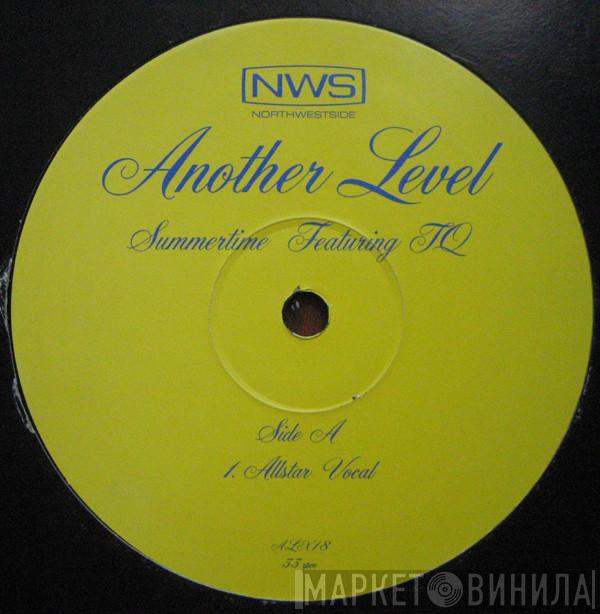 NWS
NORTHWESTSIDE
Another Level
Summertime Featuring TQ
Side A
1. Allstar Vocal
ALX18
33 rpm
МАРКЕТ ВИНИЛА